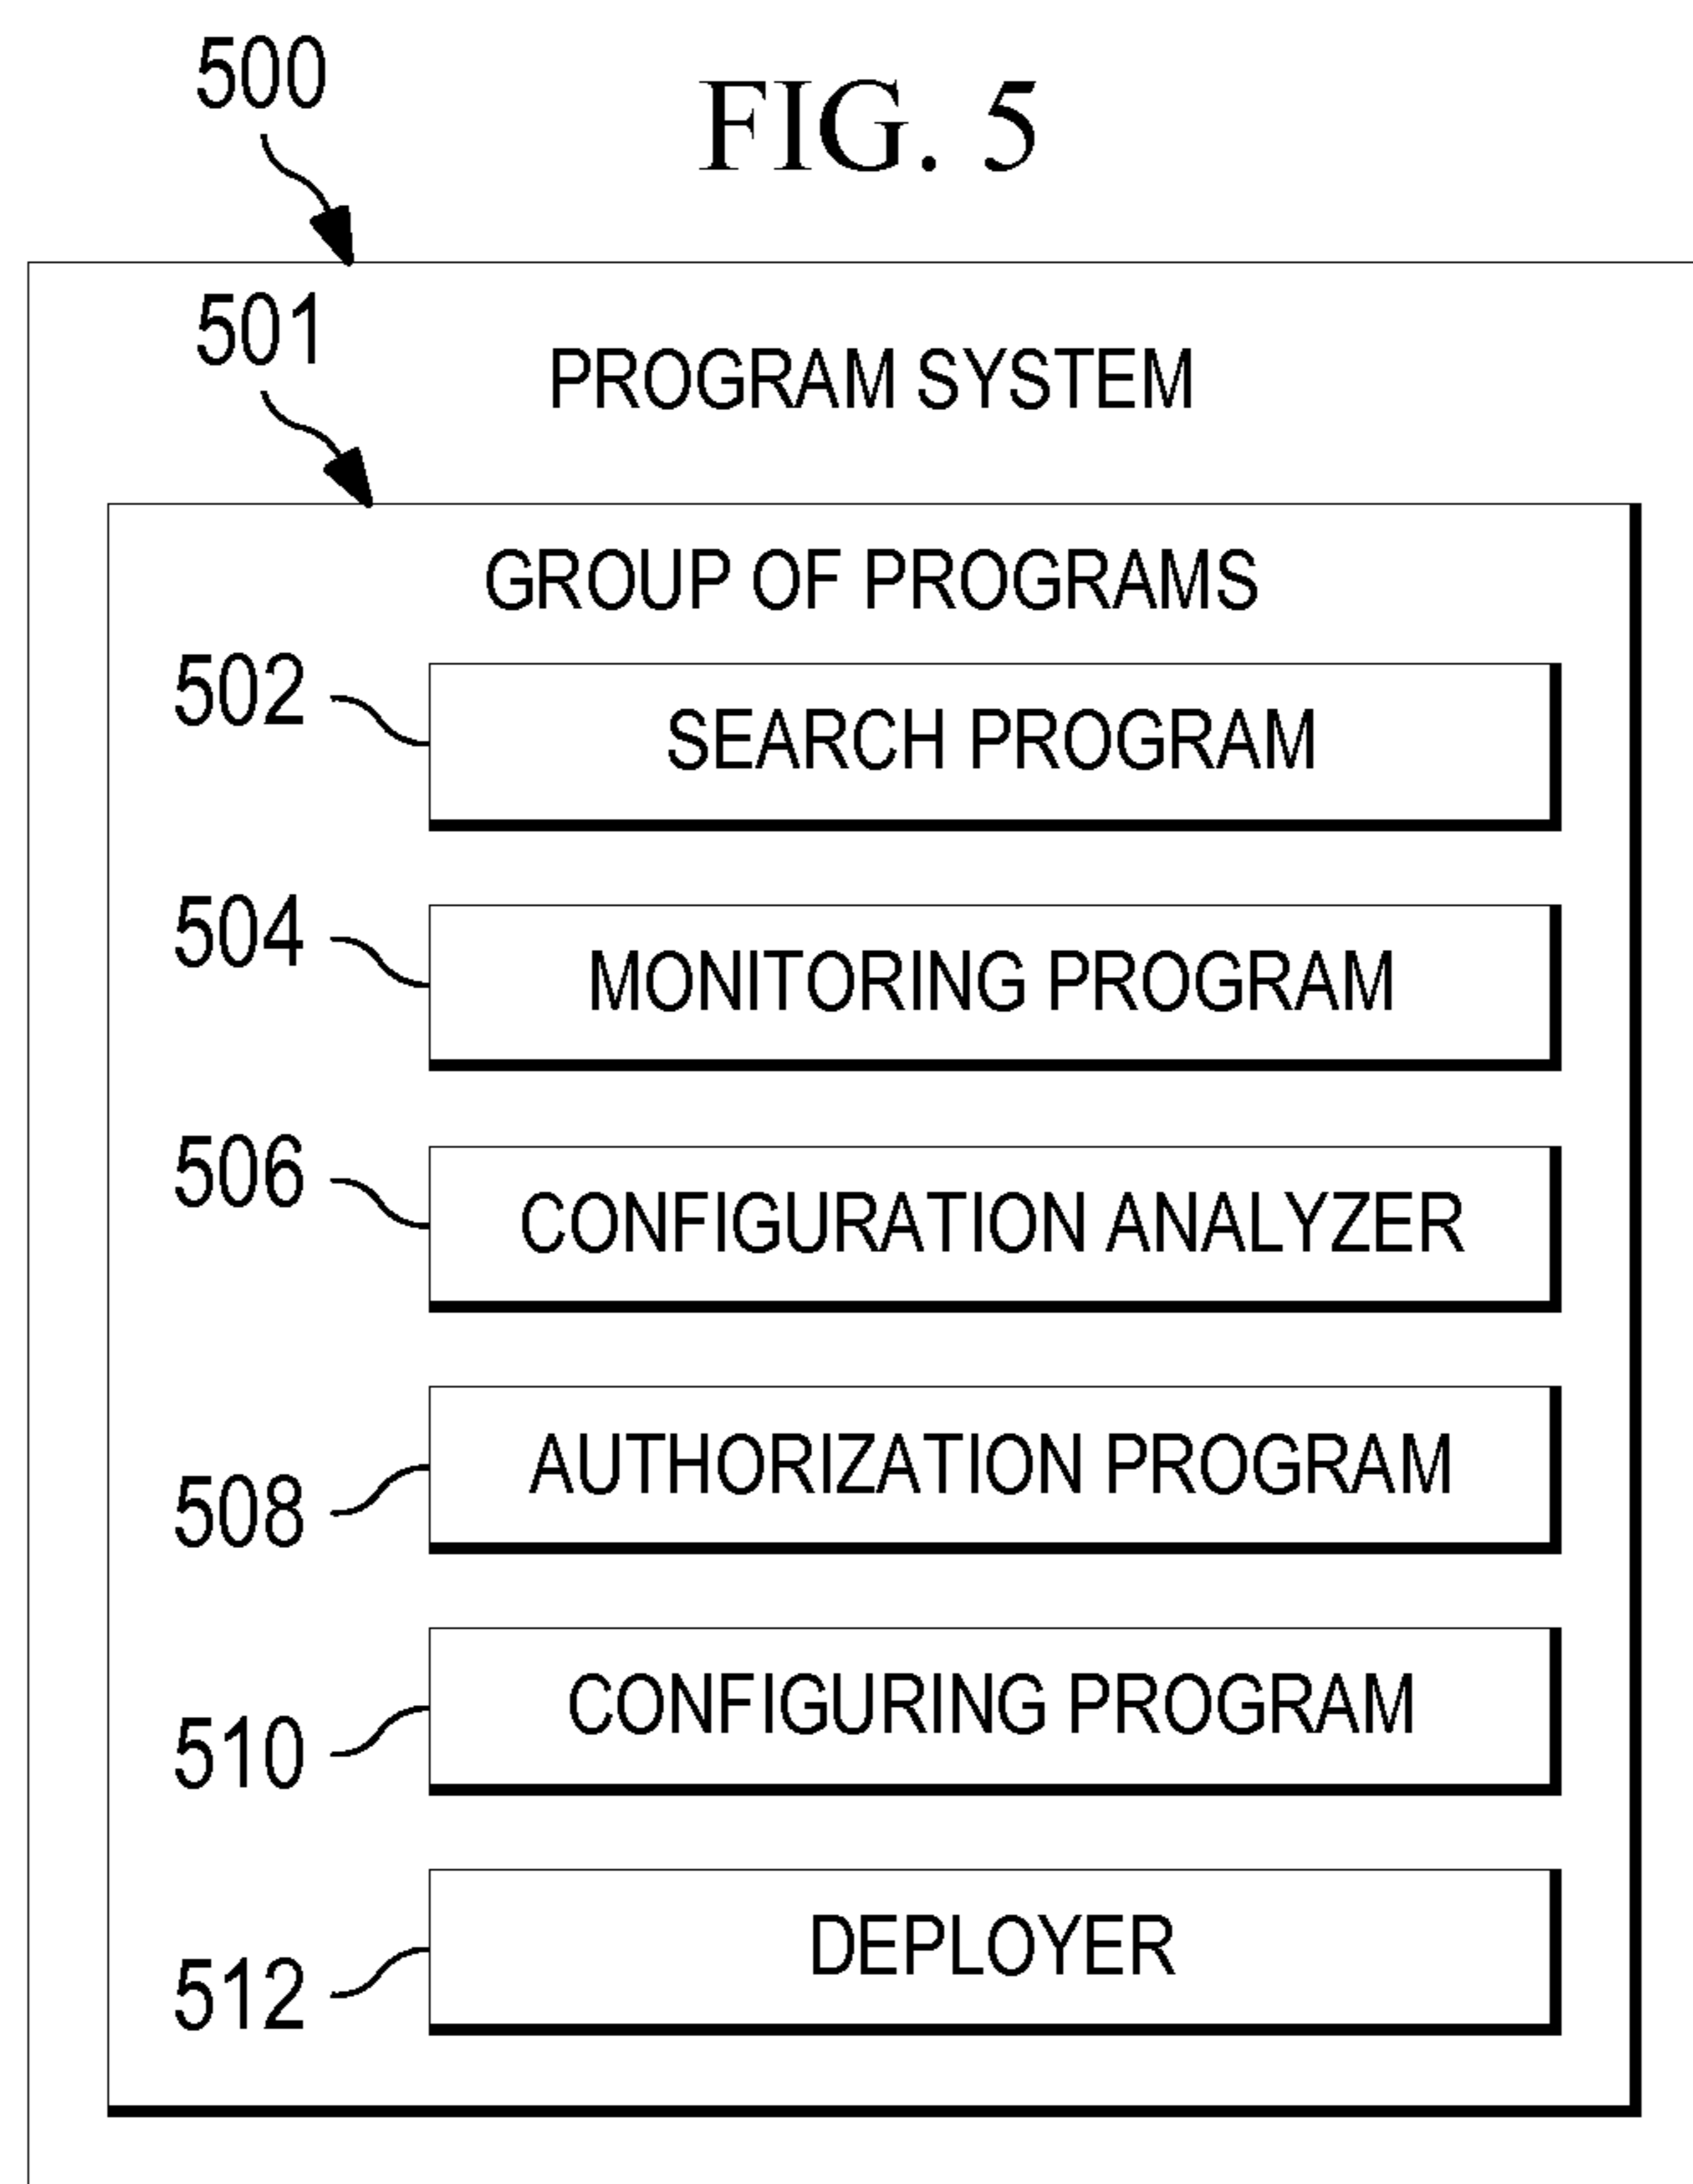 500
FIG. 5
501
PROGRAM SYSTEM
GROUP OF PROGRAMS
502
SEARCH PROGRAM
504
MONITORING PROGRAM
506
CONFIGURATION ANALYZER
508
AUTHORIZATION PROGRAM
510
CONFIGURING PROGRAM
512
DEPLOYER